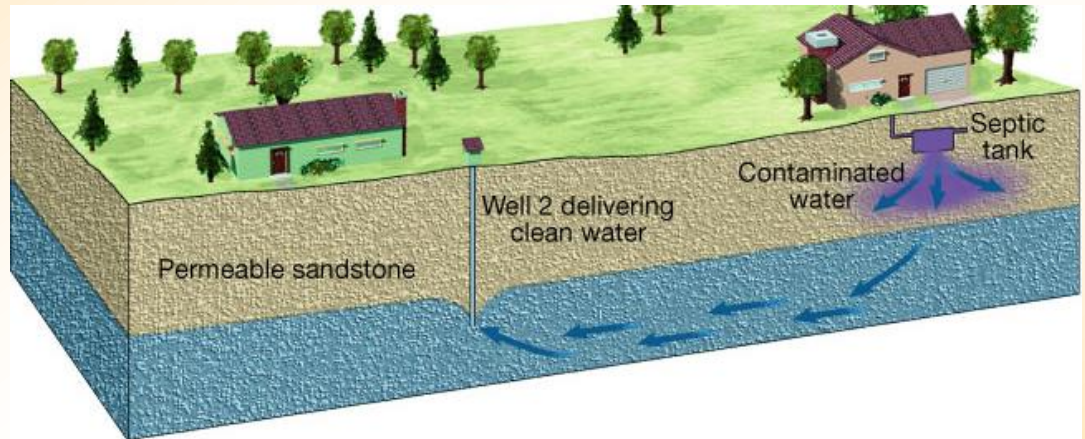 Septic
tank
Contaminated
water
Well 2 delivering
clean water
Permeable sandstone